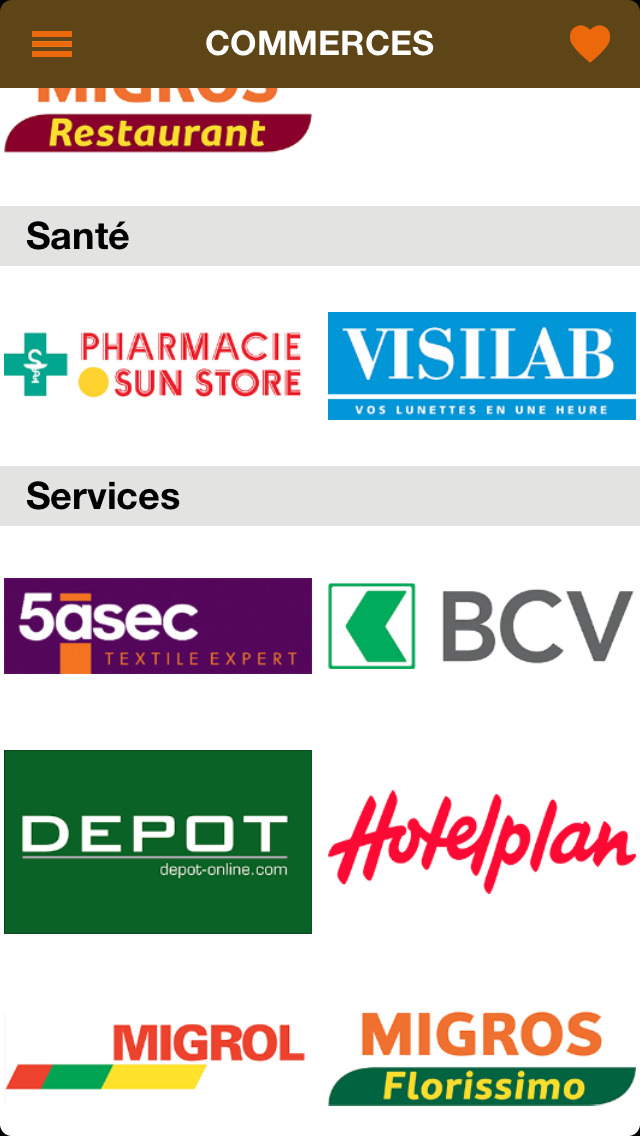 COMMERCES
MIGROS
Restaurant
Santé
PHARMACIE
SUN STORE
VISILAB
VOS LUNETTES EN UNE HEURE
Services
5àsec
TEXTILE EXPERT
BCV
DEPOT
depot-online.com
Hotelplan
MIGROL
MIGROS
Florissimo